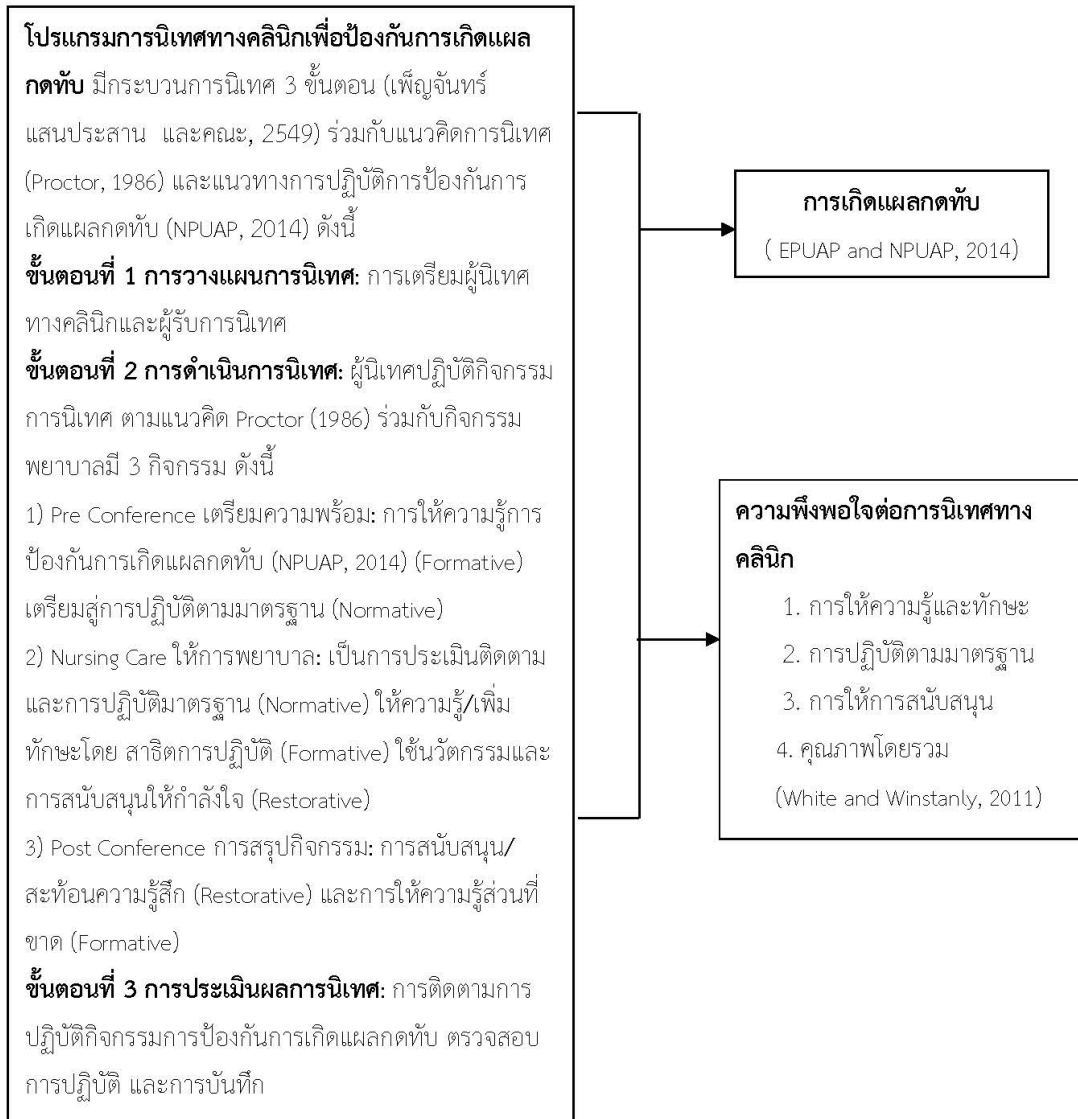 โปรแกรมการนิเทศทางคลินิกเพื่อป้องกันการเกิดแผล
กดทับ มีกระบวนการนิเทศ 3 ขั้นตอน (เพ็ญจันทร์
แสนประสาน และคณะ, 2549) ร่วมกับแนวคิดการนิเทศ
(Proctor, 1986) และแนวทางการปฏิบัติการป้องกันการ
เกิดแผลกดทับ (NPUAP, 2014) ดังนี้
ขั้นตอนที่ 1 การวางแผนการนิเทศ: การเตรียมผู้นิเทศ
ทางคลินิกและผู้รับการนิเทศ
ขั้นตอนที่ 2 การดำเนินการนิเทศ: ผู้นิเทศปฏิบัติกิจกรรม
การนิเทศ ตามแนวคิด Proctor (1986) ร่วมกับกิจกรรม
พยาบาลมี 3 กิจกรรม ดังนี้
1) Pre Conference เตรียมความพร้อม: การให้ความรู้การ
ป้องกันการเกิดแผลกดทับ (NPUAP, 2014) (Formative)
เตรียมสู่การปฏิบัติตามมาตรฐาน (Normative)
2) Nursing Care ให้การพยาบาล: เป็นการประเมินติดตาม
และการปฏิบัติมาตรฐาน (Normative) ให้ความรู้/เพิ่ม
ทักษะโดย สาธิตการปฏิบัติ (Formative) ใช้นวัตกรรมและ
การสนับสนุนให้กำลังใจ (Restorative)
3) Post Conference การสรุปกิจกรรม: การสนับสนุน/
สะท้อนความรู้สึก (Restorative) และการให้ความรู้ส่วนที่
ขาด (Formative)
ขั้นตอนที่ 3 การประเมินผลการนิเทศ: การติดตามการ
ปฏิบัติกิจกรรมการป้องกันการเกิดแผลกดทับ ตรวจสอบ
การปฏิบัติ และการบันทึก
การเกิดแผลกดทับ
( EPUAP and NPUAP, 2014)
ความพึงพอใจต่อการนิเทศทาง
คลินิก
1. การให้ความรู้และทักษะ
2. การปฏิบัติตามมาตรฐาน
3. การให้การสนับสนุน
4. คุณภาพโดยรวม
(White and Winstanly, 2011)